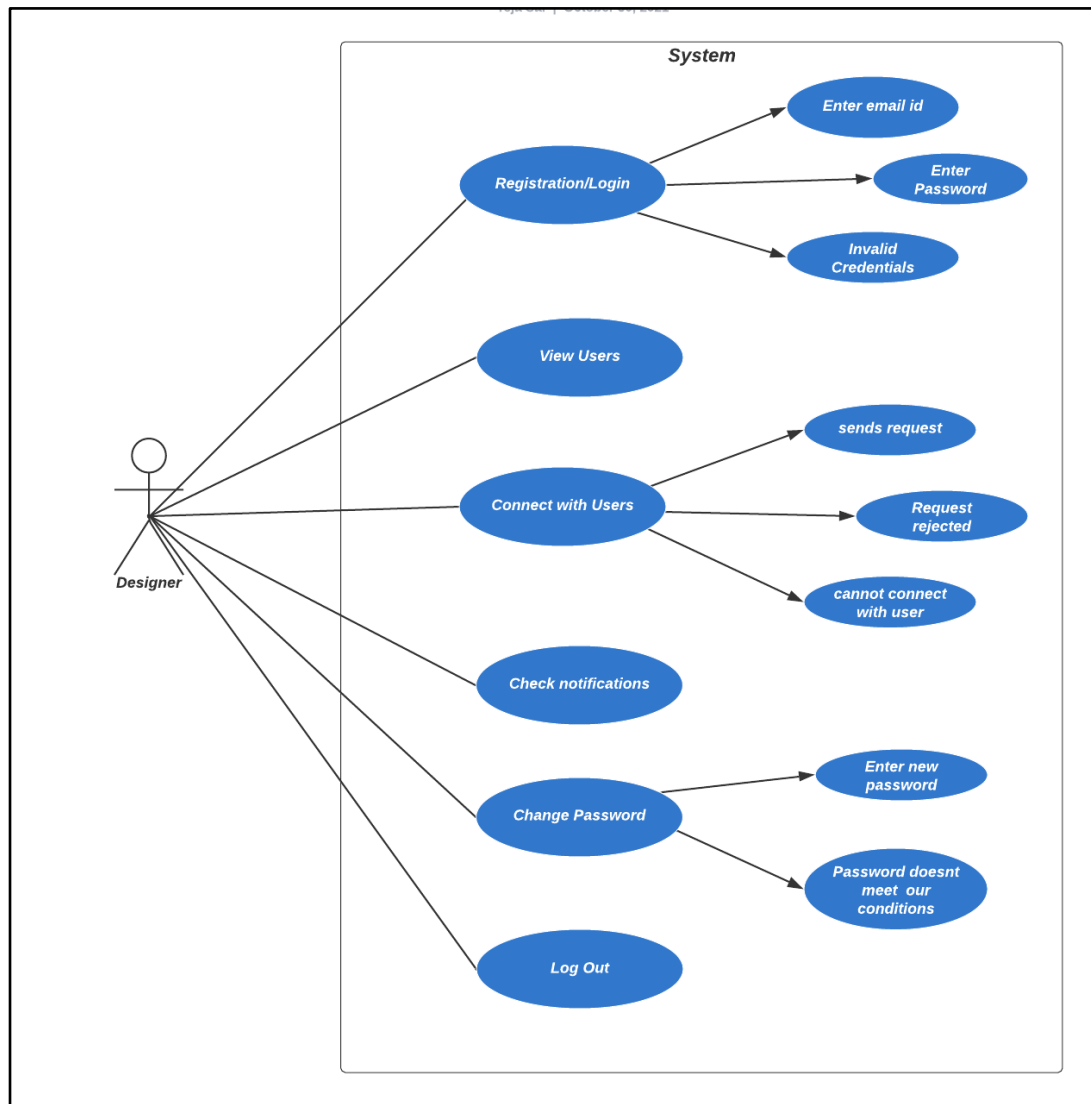 System
Enter email id
Registration/Login
Enter
Password
Invalid
Credentials
View Users
sends request
Connect with Users
Request
rejected
cannot connect
with user
Designer
Check notifications
Enter new
password
Change Password
Password doesnt
meet our
conditions
Log Out